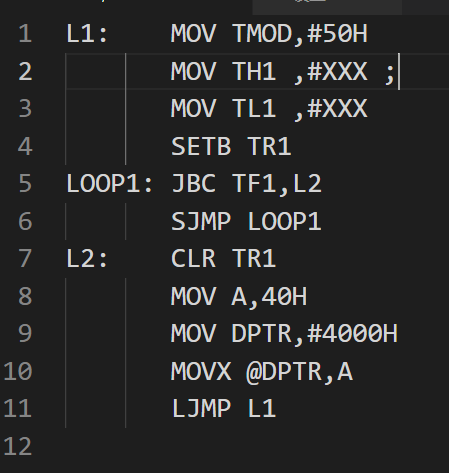 1 L1: MOV TMOD,#50H
2 MOV TH1 ,#XXX ;
3 MOV TL1 ,#XXX
4 SETB TR1
5 LOOP1: JBC TF1,L2
6 SJMP LOOP1
7 L2: CLR TR1
8 MOV A,40H
9 MOV DPTR,#4000H
10 MOVX @DPTR,A
11 LJMP L1
12